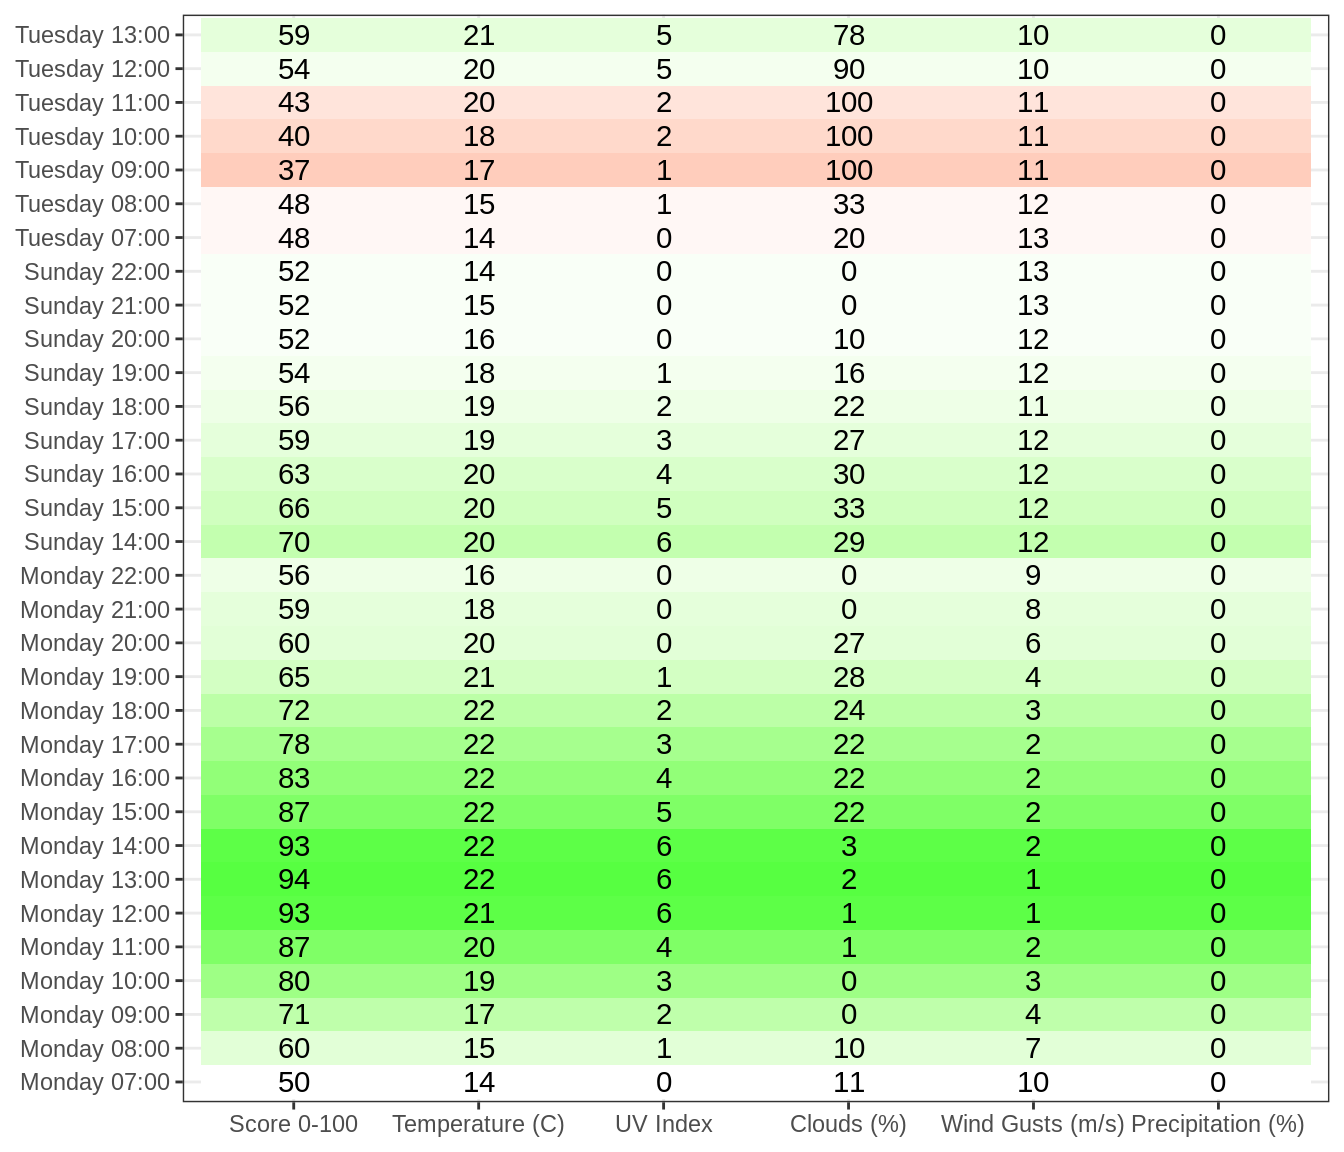 Tuesday 13:00 59 21 5 78 10 0
Tuesday 12:00 54 20 5 90 10 0
Tuesday 11:00 43 20 2 100 11 0
Tuesday 10:00 40 18 2 100 11 0
Tuesday 09:00 37 17 1 100 11 0
Tuesday 08:00 48 15 1 33 12 0
Tuesday 07:00 48 14 0 20 13 0
Sunday 22:00 52 14 0 0 13 0
Sunday 21:00 52 15 0 0 13 0
Sunday 20:00 52 16 0 10 12 0
Sunday 19:00 54 18 1 16 12 0
Sunday 18:00 56 19 2 22 11 0
Sunday 17:00 59 19 3 27 12 0
Sunday 16:00 63 20 4 30 12 0
Sunday 15:00 66 20 5 33 12 0
Sunday 14:00 70 20 6 29 12 0
Monday 22:00 56 16 0 0 9 0
Monday 21:00 59 18 0 0 8 0
Monday 20:00 60 20 0 27 6 0
Monday 19:00 65 21 1 28 4 0
Monday 18:00 72 22 2 24 3 0
Monday 17:00 78 22 3 22 2 0
Monday 16:00 83 22 4 22 2 0
Monday 15:00 87 22 5 22 2 0
Monday 14:00 93 22 6 3 2 0
Monday 13:00 94 22 6 2 1 0
Monday 12:00 93 21 6 1 1 0
Monday 11:00 87 20 4 1 2 0
Monday 10:00 80 19 3 0 3 0
Monday 09:00 71 17 2 0 4 0
Monday 08:00 60 15 1 10 7 0
Monday 07:00 50 14 0 11 10 0
Score 0-100 Temperature (C) UV Index Clouds (%) Wind Gusts (m/s) Precipitation (%)